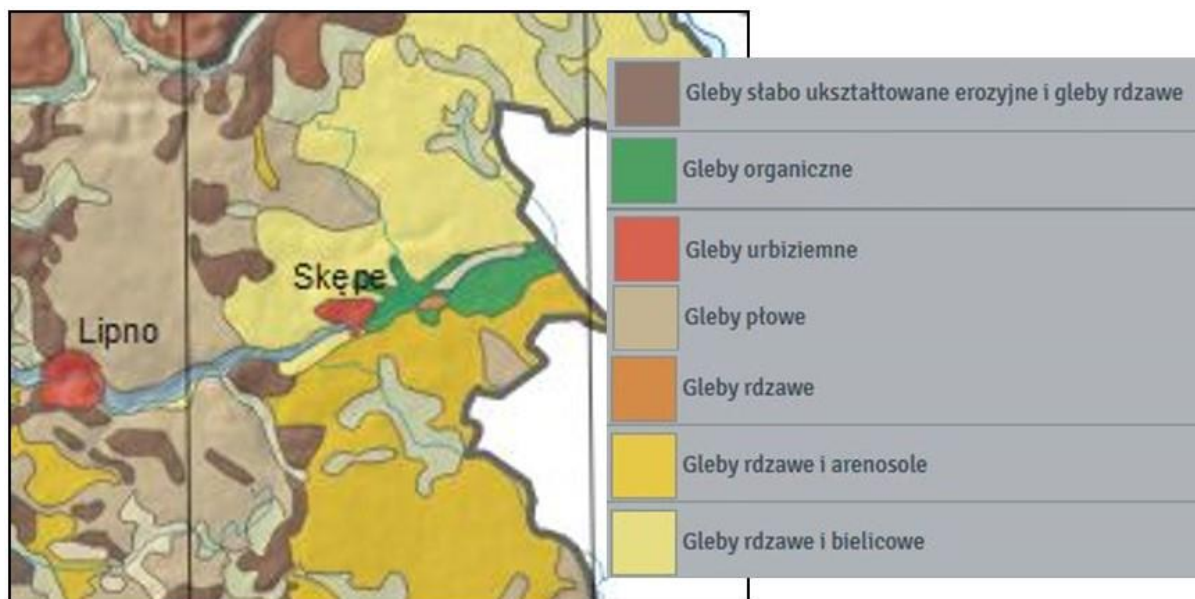 Skępe
Lipno
Gleby słabo ukształtowane erozyjne i gleby rdzawe
Gleby organiczne
Gleby urbiziemne
Gleby płowe
Gleby rdzawe
Gleby rdzawe i arenosole
Gleby rdzawe i bielicowe